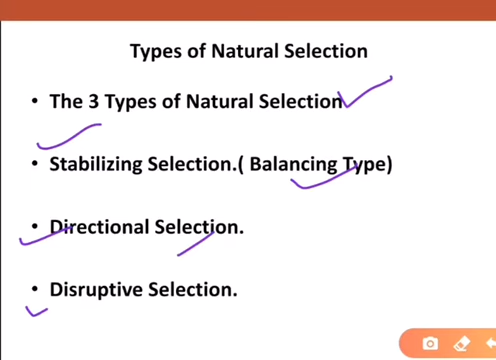 Types of Natural Selection
• The 3 Types of Natural Selection
• Stabilizing Selection.( Balancing Type)
• Directional Selection.
• Disruptive Selection.